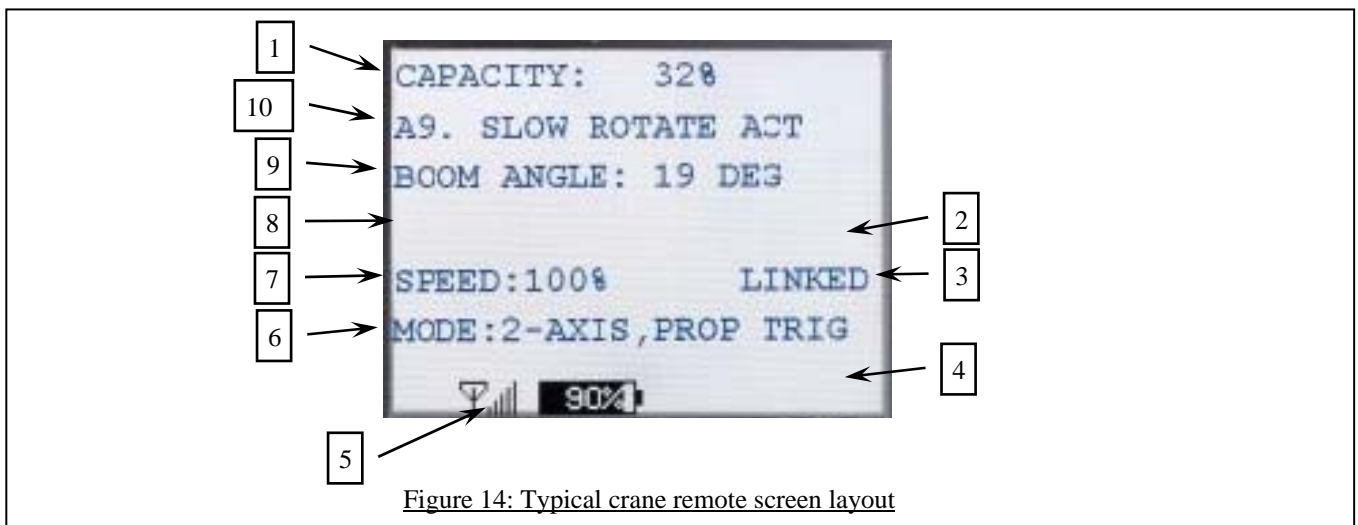 1
CAPACITY: 32%
10
A9. SLOW ROTATE ACT
9
BOOM ANGLE: 19 DEG
8
2
7
SPEED:100% LINKED
3
6
MODE:2-AXIS,PROP TRIG
4
90%
5
Figure 14: Typical crane remote screen layout